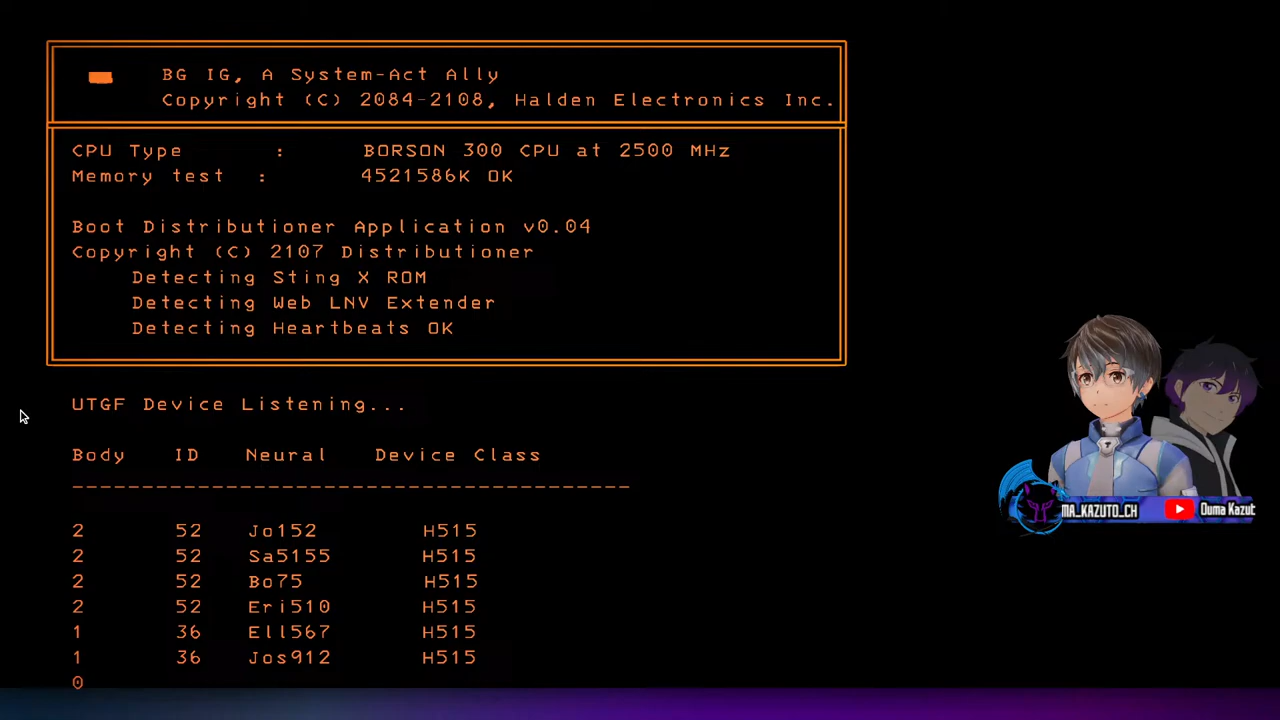 BG IG, A System-Act Ally
Copyright (C) 2084-2108, Halden Electronics Inc.
CPU Type : BORSON 300 CPU at 2500 MHz
Memory test : 4521586K OK
Boot Distributioner Application v0.04
Copyright (C) 2107 Distributioner
Detecting Sting X ROM
Detecting Web LNV Extender
Detecting Heartbeats OK
UTGF Device Listening...
Body ID Neural Device Class
----------------------------------------
2 52 Jo152 H515
2 52 Sa5155 H515
2 52 Bo75 H515
2 52 Eri510 H515
1 36 Ell567 H515
1 36 Jos912 H515
0
MA_KAZUTO_CH Ouma Kazut